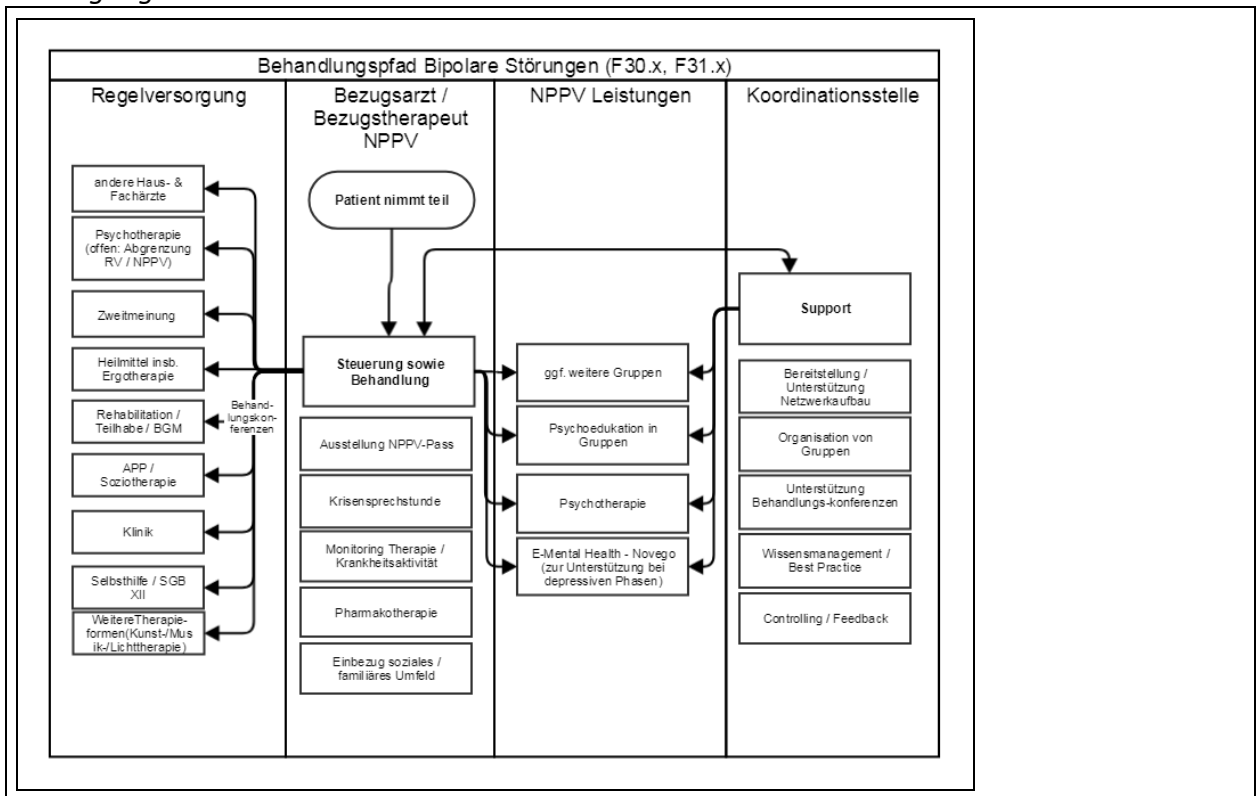 Behandlungspfad Bipolare Störungen (F30.x, F31.x)
Regelversorgung
andere Haus- &
Fachärzte
Psychotherapie
(offen: Abgrenzung
RV / NPPV)
Zweitmeinung
Heilmittel insb.
Ergotherapie
Rehabilitation /
Teilhabe / BGM
APP /
Soziotherapie
Klinik
Selbsthilfe / SGB
XII
WeitereTherapie-
formen(Kunst-/Mus
ik-/Lichttherapie)
Behand-
lungskon-
ferenzen
Bezugsarzt /
Bezugstherapeut
NPPV
Patient nimmt teil
Steuerung sowie
Behandlung
Ausstellung NPPV-Pass
Krisensprechstunde
Monitoring Therapie /
Krankheitsaktivität
Pharmakotherapie
Einbezug soziales /
familiäres Umfeld
NPPV Leistungen
ggf. weitere Gruppen
Psychoedukation in
Gruppen
Psychotherapie
E-Mental Health - Novego
(zur Unterstützung bei
depressiven Phasen)
Koordinationsstelle
Support
Bereitstellung /
Unterstützung
Netzwerkaufbau
Organisation von
Gruppen
Unterstützung
Behandlungs-konferenzen
Wissensmanagement /
Best Practice
Controlling / Feedback